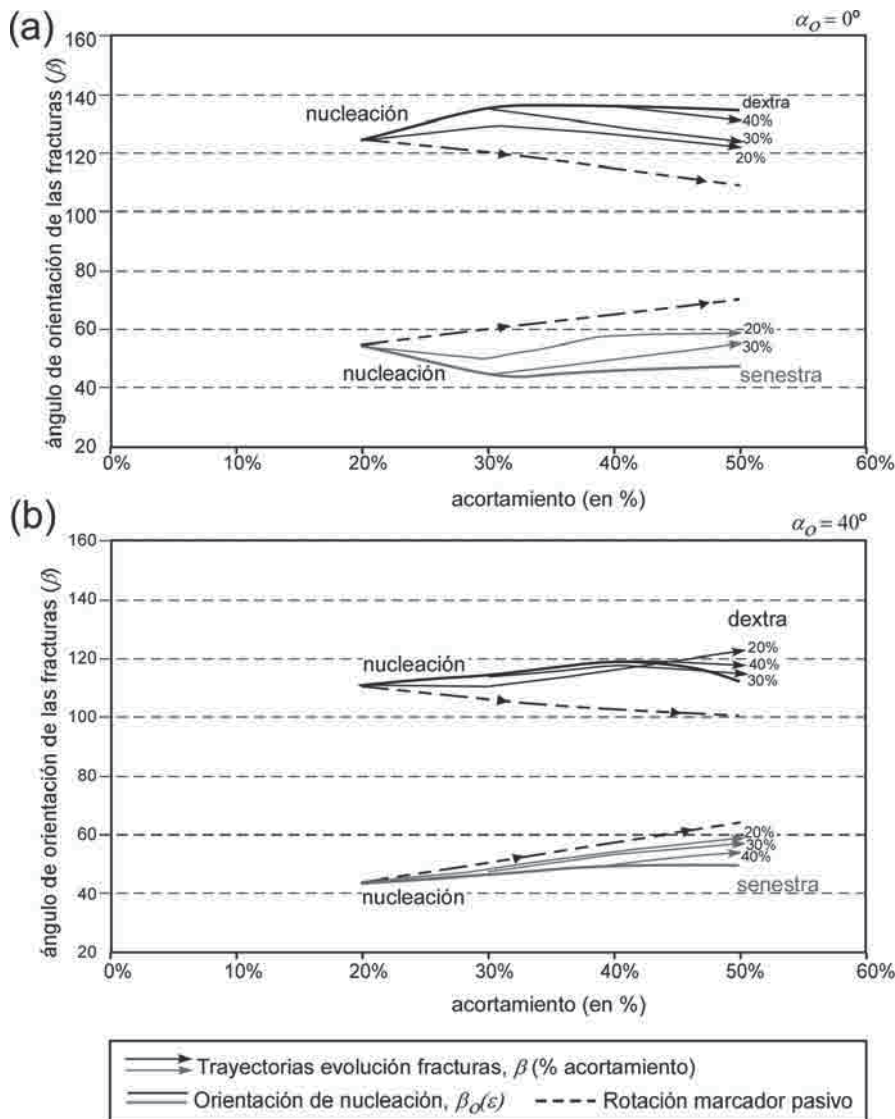 (a)
αo = 0º
ángulo de orientación de las fracturas (β)
160
140
120
100
80
60
40
20
nucleación
dextra
40%
30%
20%
20%
30%
nucleación
senestra
0%
10%
20%
30%
40%
50%
60%
acortamiento (en %)
(b)
αo = 40º
ángulo de orientación de las fracturas (β)
160
140
120
100
80
60
40
20
dextra
nucleación
20%
40%
30%
20%
30%
40%
nucleación
senestra
0%
10%
20%
30%
40%
50%
60%
acortamiento (en %)
Trayectorias evolución fracturas, β (% acortamiento)
Orientación de nucleación, βo(ε)
Rotación marcador pasivo